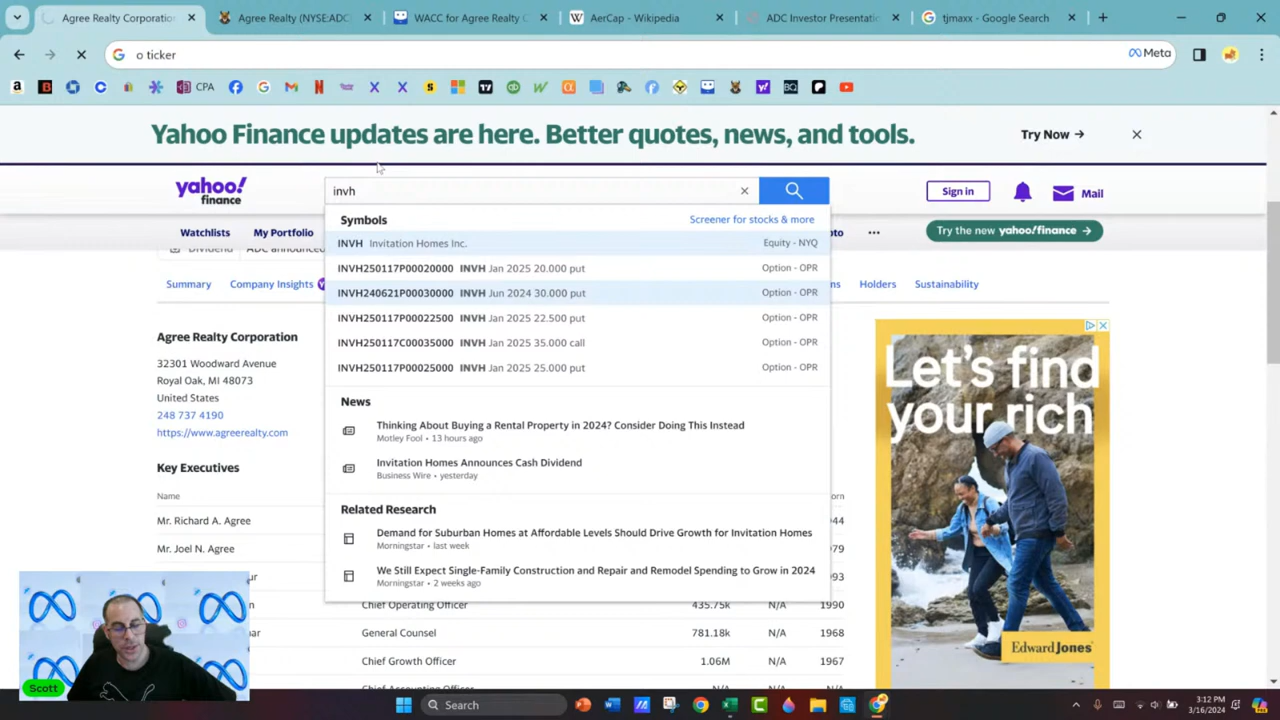 Agree Realty Corporation
Agree Realty (NYSE:ADC
WACC for Agree Realty C
AerCap - Wikipedia
ADC Investor Presentatio
tjmaxx - Google Search
o ticker
Meta
CPA
Yahoo Finance updates are here. Better quotes, news, and tools.
Try Now →
yahoo!
finance
invh
Sign in
Mail
Symbols
Screener for stocks & more
Watchlists
My Portfolio
Try the new yahoo!finance →
INVH Invitation Homes Inc.
Equity - NYQ
Dividend
ADC announced
INVH250117P00020000 INVH Jan 2025 20.000 put
Option - OPR
INVH240621P00030000 INVH Jun 2024 30.000 put
Option - OPR
Summary
Company Insights
ns
Holders
Sustainability
INVH250117P00022500 INVH Jan 2025 22.500 put
Option - OPR
INVH250117C00035000 INVH Jan 2025 35.000 call
Option - OPR
INVH250117P00025000 INVH Jan 2025 25.000 put
Option - OPR
Agree Realty Corporation
32301 Woodward Avenue
Royal Oak, MI 48073
United States
248 737 4190
https://www.agreerealty.com
News
Thinking About Buying a Rental Property in 2024? Consider Doing This Instead
Motley Fool • 13 hours ago
Invitation Homes Announces Cash Dividend
Business Wire • yesterday
Related Research
Demand for Suburban Homes at Affordable Levels Should Drive Growth for Invitation Homes
Morningstar • last week
We Still Expect Single-Family Construction and Repair and Remodel Spending to Grow in 2024
Morningstar • 2 weeks ago
Key Executives
Name
orn
Mr. Richard A. Agree
944
Mr. Joel N. Agree
979
993
Chief Operating Officer
435.75k
N/A
1990
General Counsel
781.18k
N/A
1968
Chief Growth Officer
1.06M
N/A
1967
Let's find
your rich
Edward Jones
Scott
Search
3:12 PM
3/16/2024